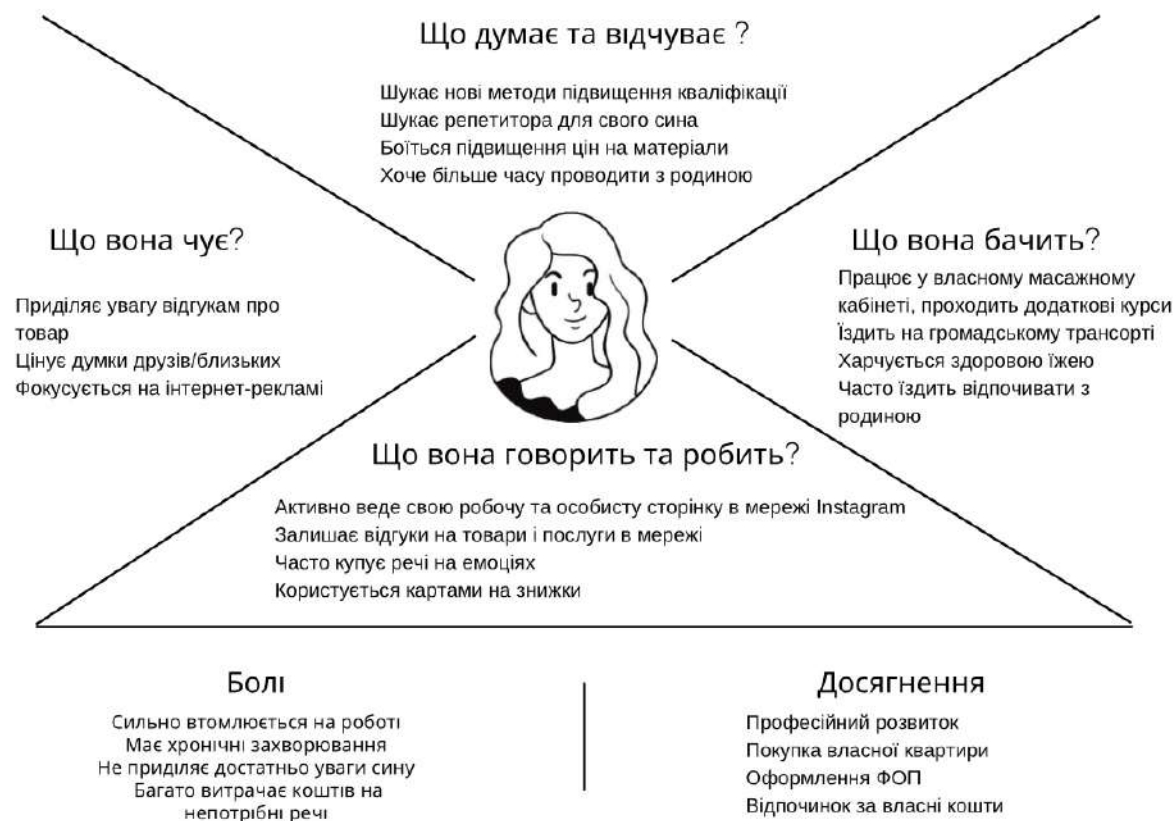 Що думає та відчуває ?
Шукає нові методи підвищення кваліфікації
Шукає репетитора для свого сина
Боїться підвищення цін на матеріали
Хоче більше часу проводити з родиною
Що вона чує?
Приділяє увагу відгукам про
товар
Цінує думки друзів/близьких
Фокусується на інтернет-рекламі
Що вона бачить?
Працює у власному масажному
кабінеті, проходить додаткові курси
Їздить на громадському трансорті
Харчується здоровою їжею
Часто їздить відпочивати з
родиною
Що вона говорить та робить?
Активно веде свою робочу та особисту сторінку в мережі Instagram
Залишає відгуки на товари і послуги в мережі
Часто купує речі на емоціях
Користується картами на знижки
Болі
Сильно втомлюється на роботі
Має хронічні захворювання
Не приділяє достатньо уваги сину
Багато витрачає коштів на
непотрібні речі
Досягнення
Професійний розвиток
Покупка власної квартири
Оформлення ФОП
Відпочинок за власні кошти